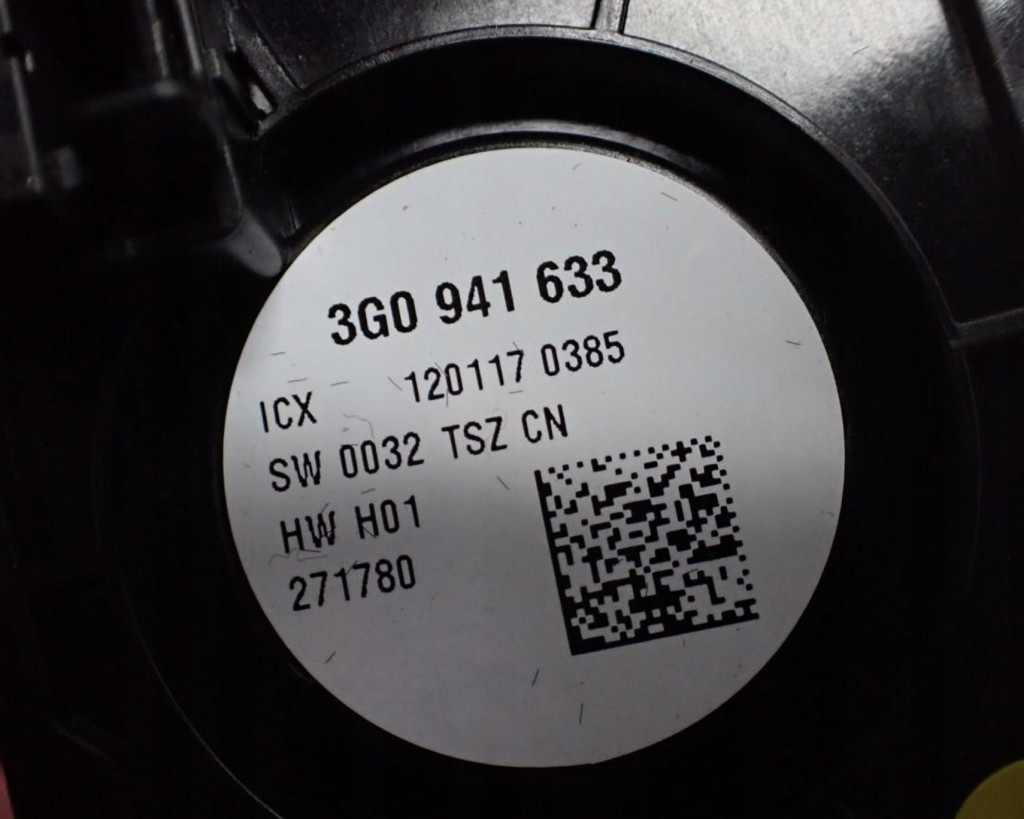 3G0 941 633
ICX 120117 0385
SW 0032 TSZ CN
HW H01
271780